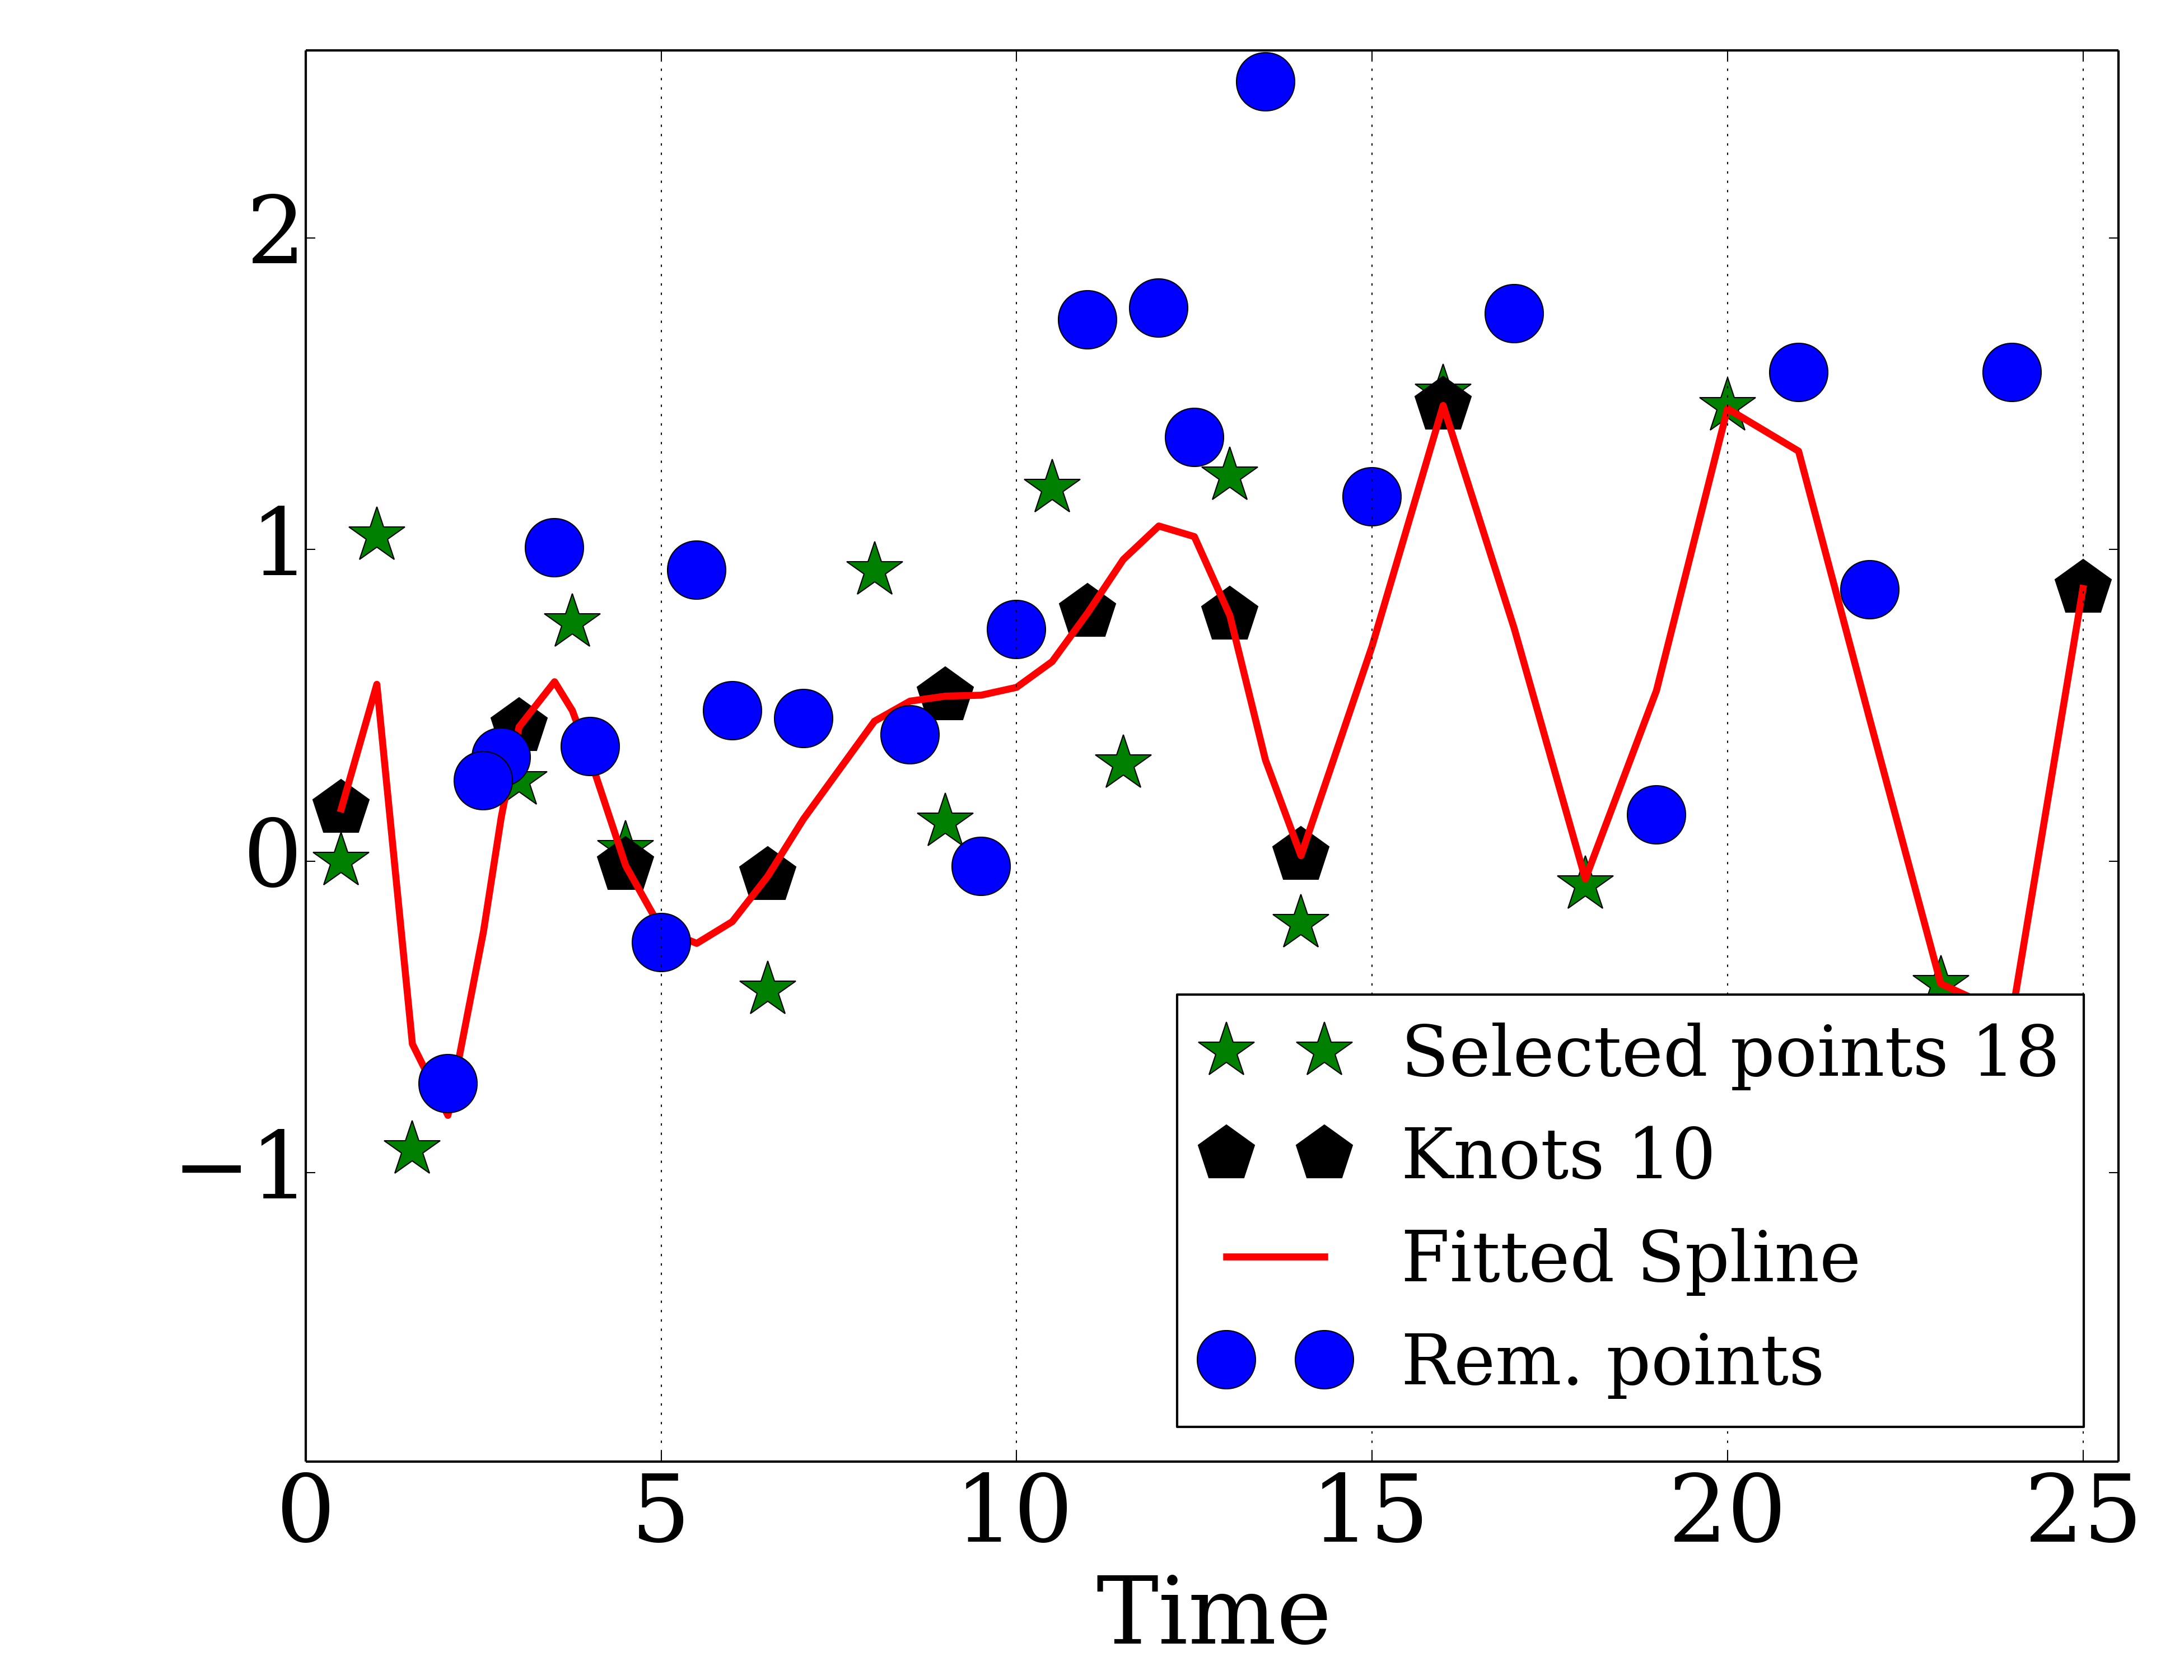 2
1
0
−1
0 5 10 15 20 25
Time
Selected points 18
Knots 10
Fitted Spline
Rem. points